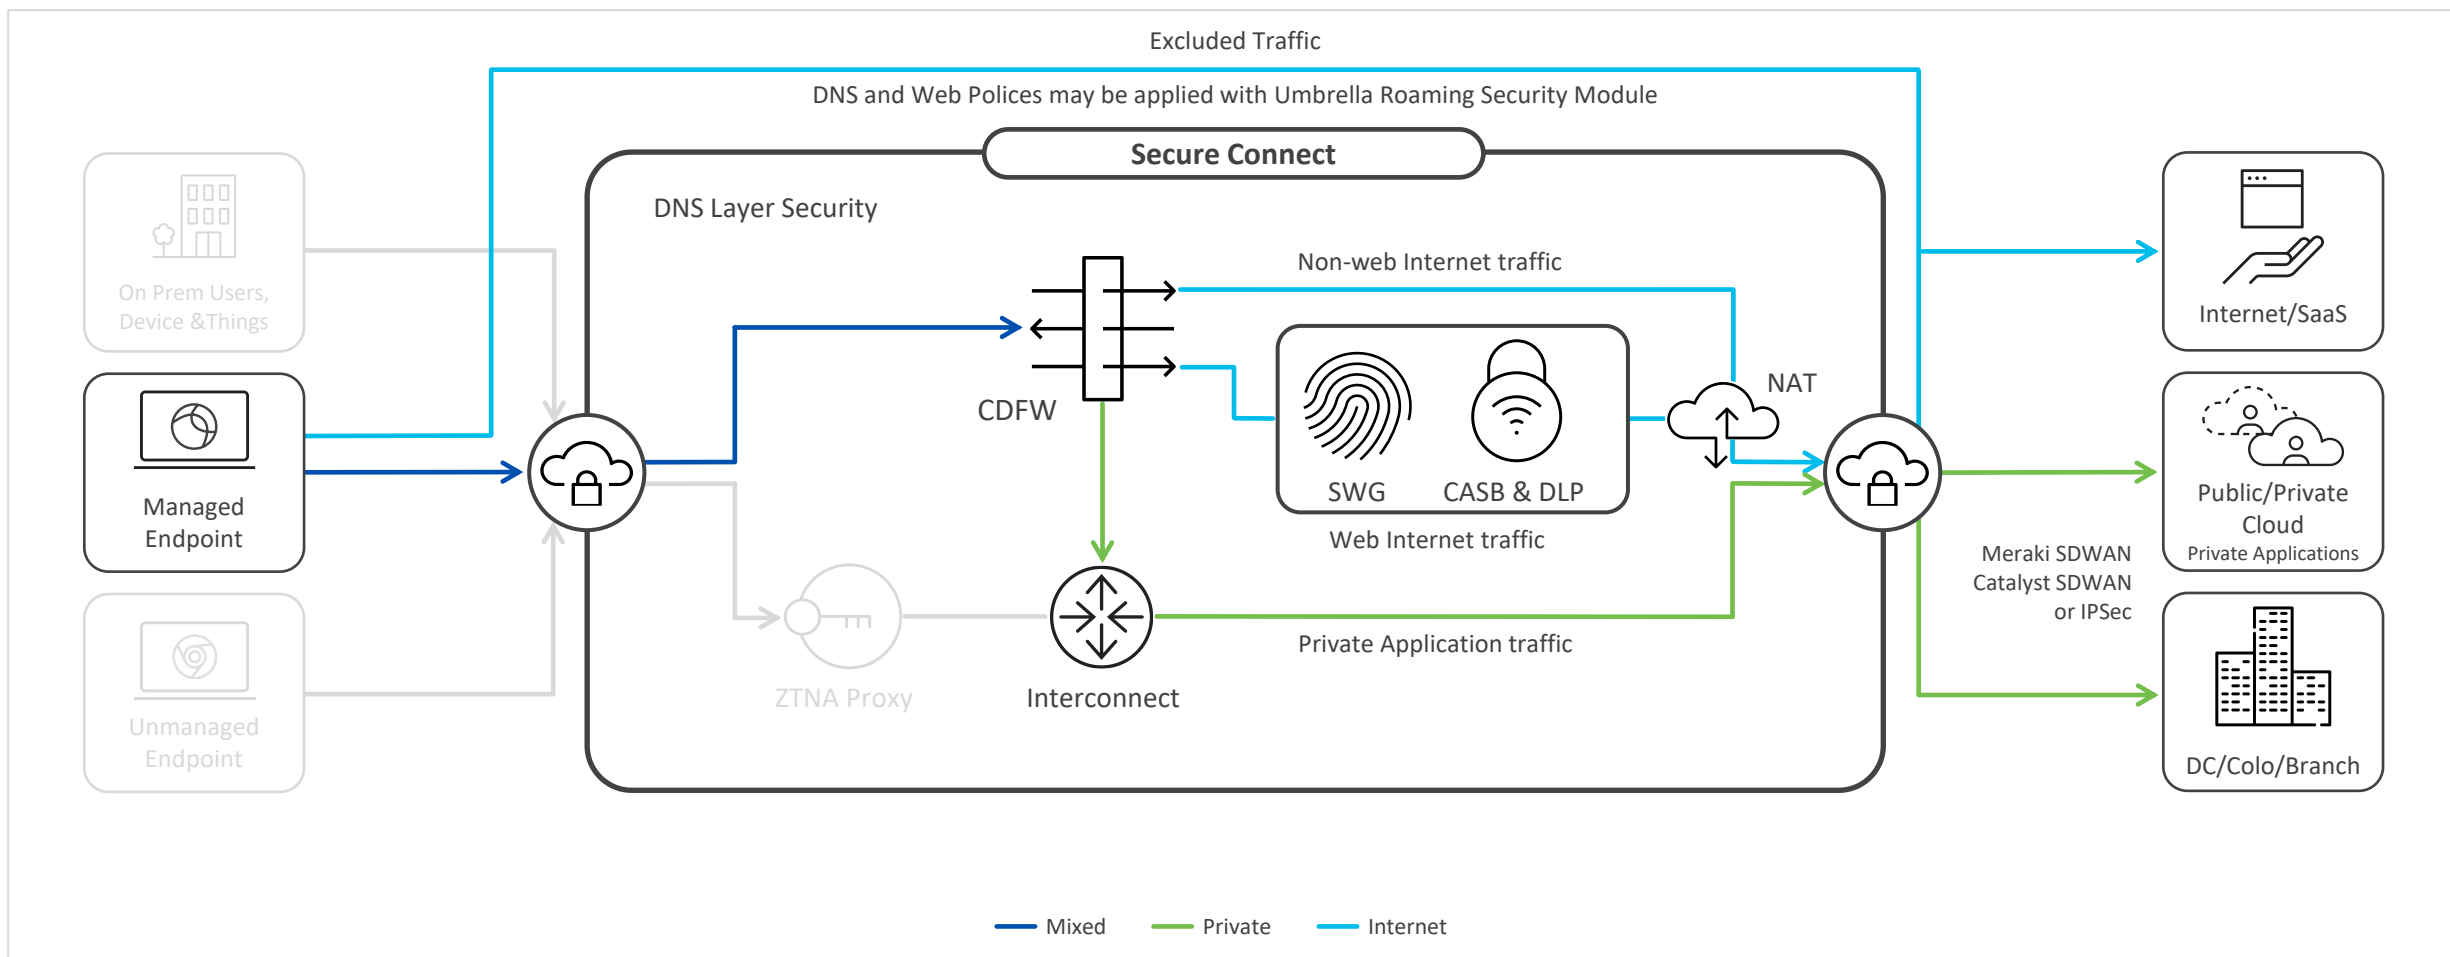 Excluded Traffic
DNS and Web Polices may be applied with Umbrella Roaming Security Module
Secure Connect
DNS Layer Security
On Prem Users,
Device &Things
Managed
Endpoint
Unmanaged
Endpoint
CDFW
Non-web Internet traffic
SWG
CASB & DLP
Web Internet traffic
NAT
ZTNA Proxy
Interconnect
Private Application traffic
Internet/SaaS
Public/Private
Cloud
Private Applications
Meraki SDWAN
Catalyst SDWAN
or IPSec
DC/Colo/Branch
Mixed
Private
Internet